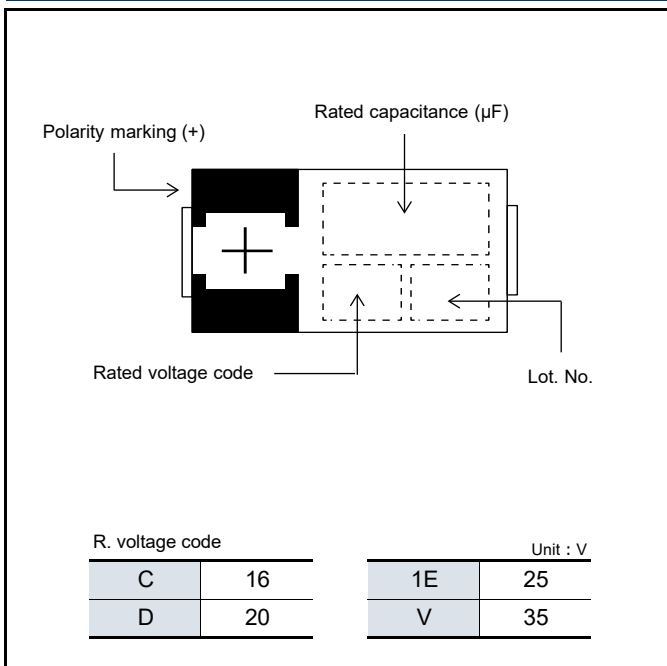 Rated capacitance (µF)
Polarity marking (+)
Rated voltage code
Lot. No.
R. voltage code
Unit : V
C 16 1E 25
D 20 V 35